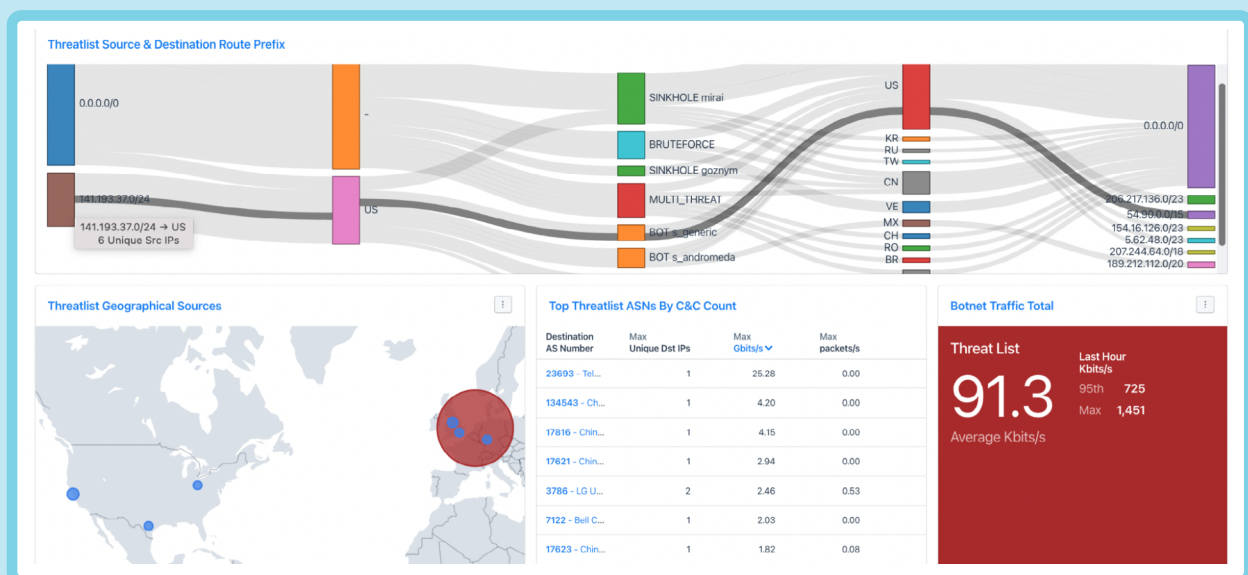 Threatlist Source & Destination Route Prefix
0.0.0.0/0
141.193.37.0/24
141.193.37.0/24 → US
6 Unique Src IPs
-
US
SINKHOLE mirai
BRUTEFORCE
SINKHOLE goznym
MULTI_THREAT
BOT s_generic
BOT s_andromeda
US
KR
RU
TW
CN
VE
MX
CH
RO
BR
0.0.0.0/0
206.217.136.0/23
54.90.0.0/15
154.16.126.0/23
5.62.48.0/23
207.244.64.0/18
189.212.112.0/20
Threatlist Geographical Sources
Top Threatlist ASNs By C&C Count
Destination AS Number Max Unique Dst IPs Max Gbits/s Max packets/s
23693 - Tel... 1 25.28 0.00
134543 - Ch... 1 4.20 0.00
17816 - Chin... 1 4.15 0.00
17621 - Chin... 1 2.94 0.00
3786 - LG U... 2 2.46 0.53
7122 - Bell C... 1 2.03 0.00
17623 - Chin... 1 1.82 0.08
Botnet Traffic Total
Threat List
91.3
Average Kbits/s
Last Hour
Kbits/s
95th 725
Max 1,451